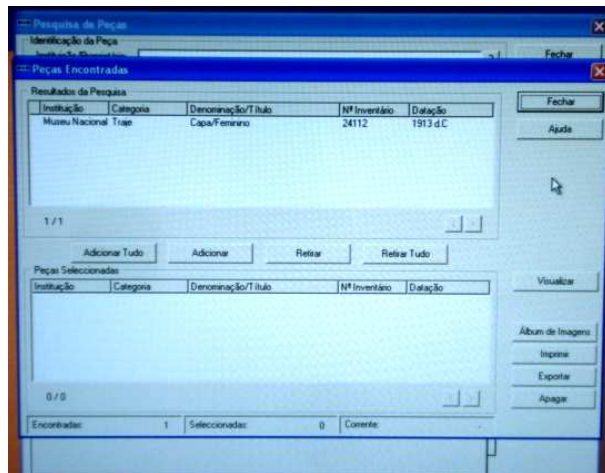 Pesquisa de Peças
Identificação da Peça
Fechar
Peças Encontradas
Resultados da Pesquisa
Instituição Categoria Denominação/Título Nº Inventário Datação
Museu Nacional Traje Capa/Feminino 24112 1913 d.C
1 / 1
Fechar
Ajuda
Adicionar Tudo Adicionar Retirar Retirar Tudo
Peças Seleccionadas
Instituição Categoria Denominação/Título Nº Inventário Datação
0 / 0
Visualizar
Álbum de Imagens
Imprimir
Exportar
Apagar
Encontradas: 1 Seleccionadas: 0 Corrente: -